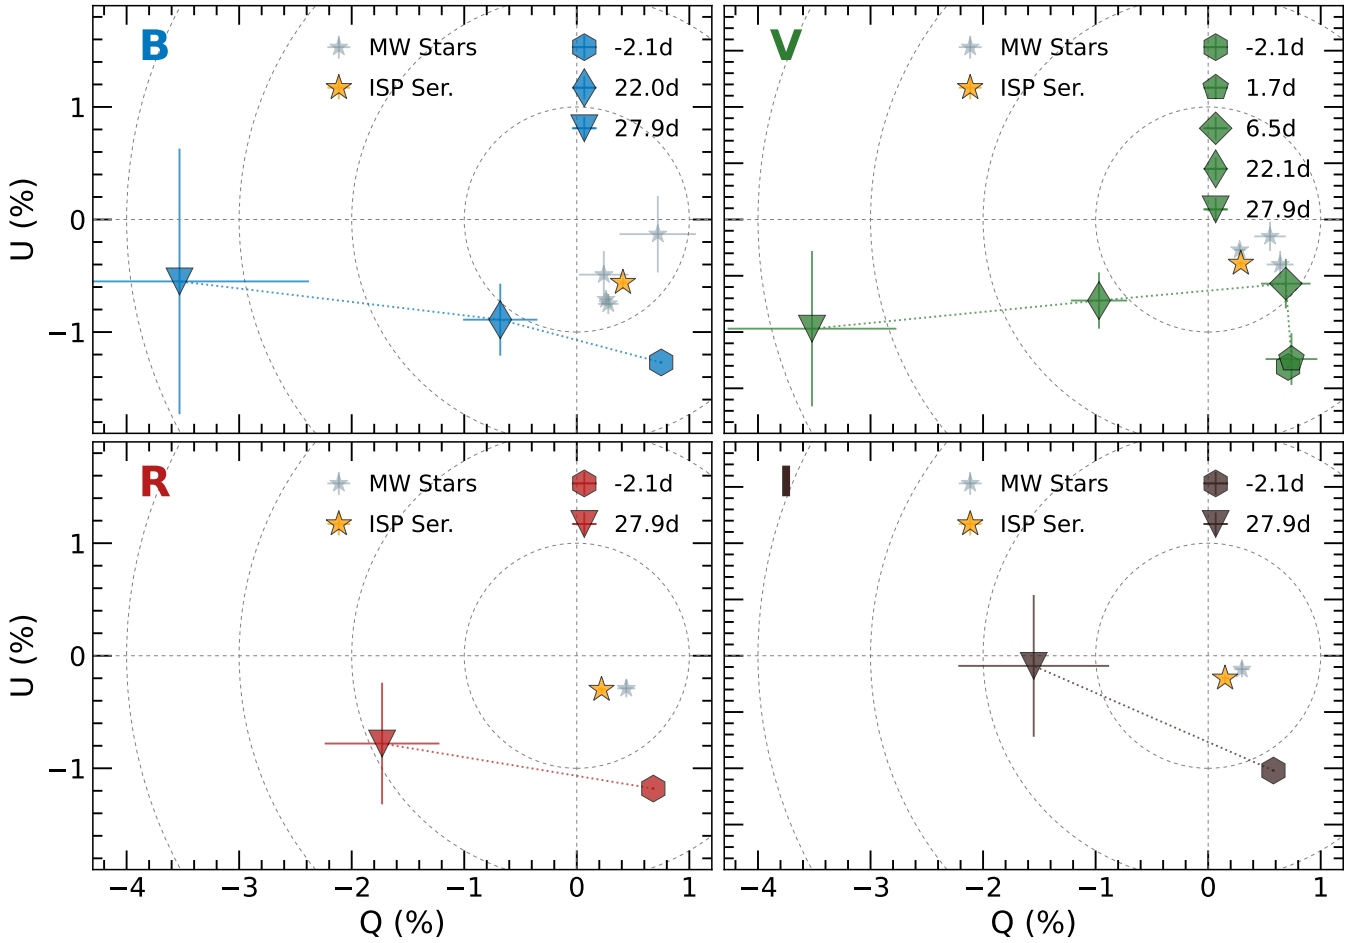 B
MW Stars
ISP Ser.
-2.1d
22.0d
27.9d
U (%)
1
0
−1
V
MW Stars
ISP Ser.
-2.1d
1.7d
6.5d
22.1d
27.9d
R
MW Stars
ISP Ser.
-2.1d
27.9d
U (%)
1
0
−1
−4 −3 −2 −1 0 1
Q (%)
I
MW Stars
ISP Ser.
-2.1d
27.9d
−4 −3 −2 −1 0 1
Q (%)